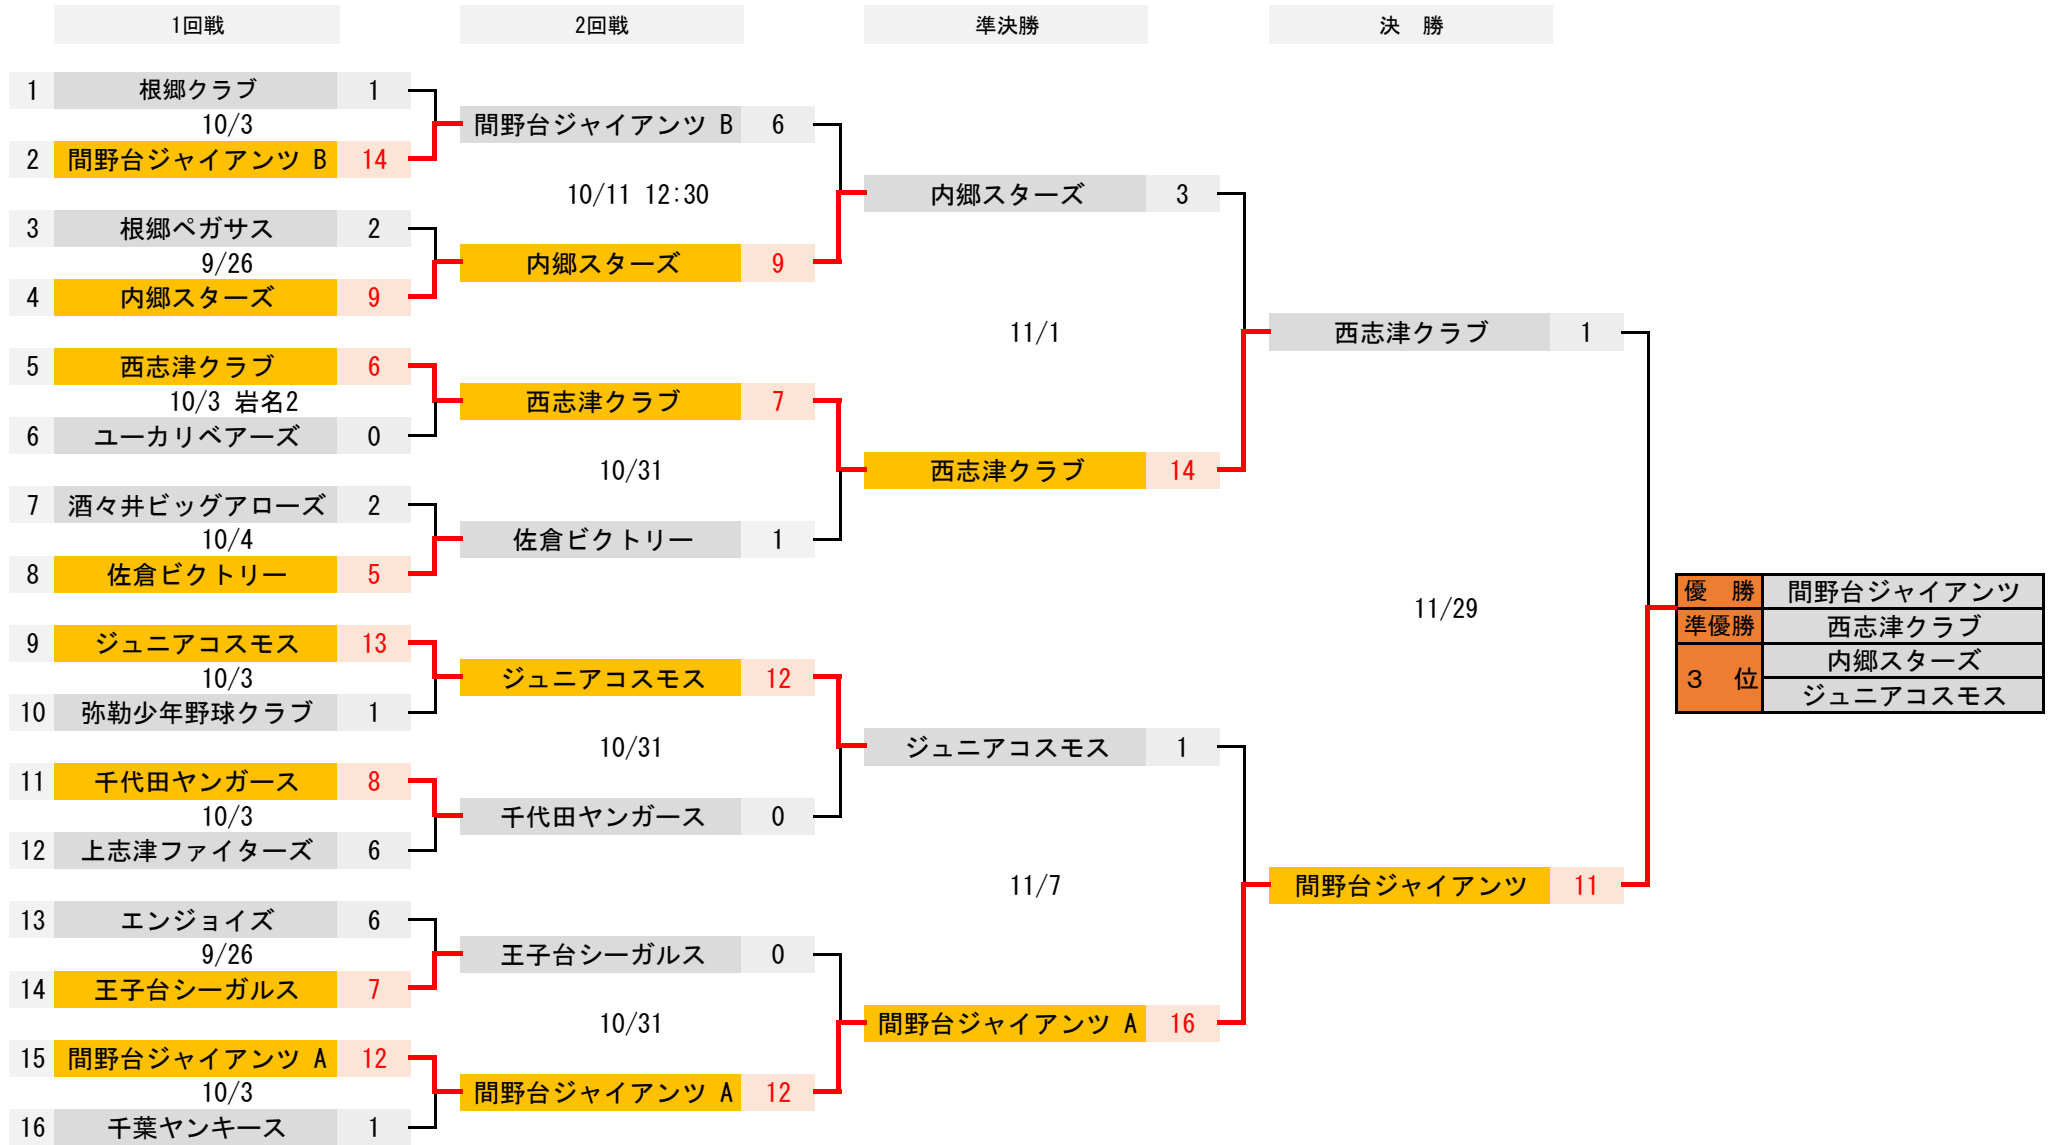 1回戦
2回戦
準決勝
決　勝
1 根郷クラブ 1
10/3
2 間野台ジャイアンツ B 14
3 根郷ペガサス 2
9/26
4 内郷スターズ 9
5 西志津クラブ 6
10/3 岩名2
6 ユーカリベアーズ 0
7 酒々井ビッグアローズ 2
10/4
8 佐倉ビクトリー 5
9 ジュニアコスモス 13
10/3
10 弥勒少年野球クラブ 1
11 千代田ヤンガース 8
10/3
12 上志津ファイターズ 6
13 エンジョイズ 6
9/26
14 王子台シーガルス 7
15 間野台ジャイアンツ A 12
10/3
16 千葉ヤンキース 1
間野台ジャイアンツ B 6
10/11 12:30
内郷スターズ 9
西志津クラブ 7
10/31
佐倉ビクトリー 1
ジュニアコスモス 12
10/31
千代田ヤンガース 0
王子台シーガルス 0
10/31
間野台ジャイアンツ A 12
内郷スターズ 3
11/1
西志津クラブ 14
ジュニアコスモス 1
11/7
間野台ジャイアンツ A 16
西志津クラブ 1
11/29
間野台ジャイアンツ 11
優　勝 間野台ジャイアンツ
準優勝 西志津クラブ
３　位 内郷スターズ
ジュニアコスモス